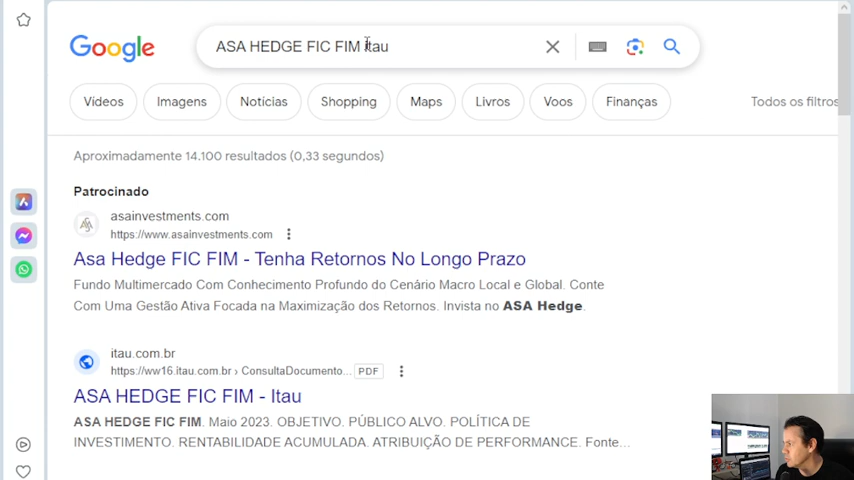 Google
ASA HEDGE FIC FIM Itau
Vídeos
Imagens
Notícias
Shopping
Maps
Livros
Voos
Finanças
Todos os filtros
Aproximadamente 14.100 resultados (0,33 segundos)
Patrocinado
asainvestments.com
https://www.asainvestments.com
Asa Hedge FIC FIM - Tenha Retornos No Longo Prazo
Fundo Multimercado Com Conhecimento Profundo do Cenário Macro Local e Global. Conte
Com Uma Gestão Ativa Focada na Maximização dos Retornos. Invista no ASA Hedge.
itau.com.br
https://ww16.itau.com.br › ConsultaDocumento... PDF
ASA HEDGE FIC FIM - Itau
ASA HEDGE FIC FIM. Maio 2023. OBJETIVO. PÚBLICO ALVO. POLÍTICA DE
INVESTIMENTO. RENTABILIDADE ACUMULADA. ATRIBUIÇÃO DE PERFORMANCE. Fonte...